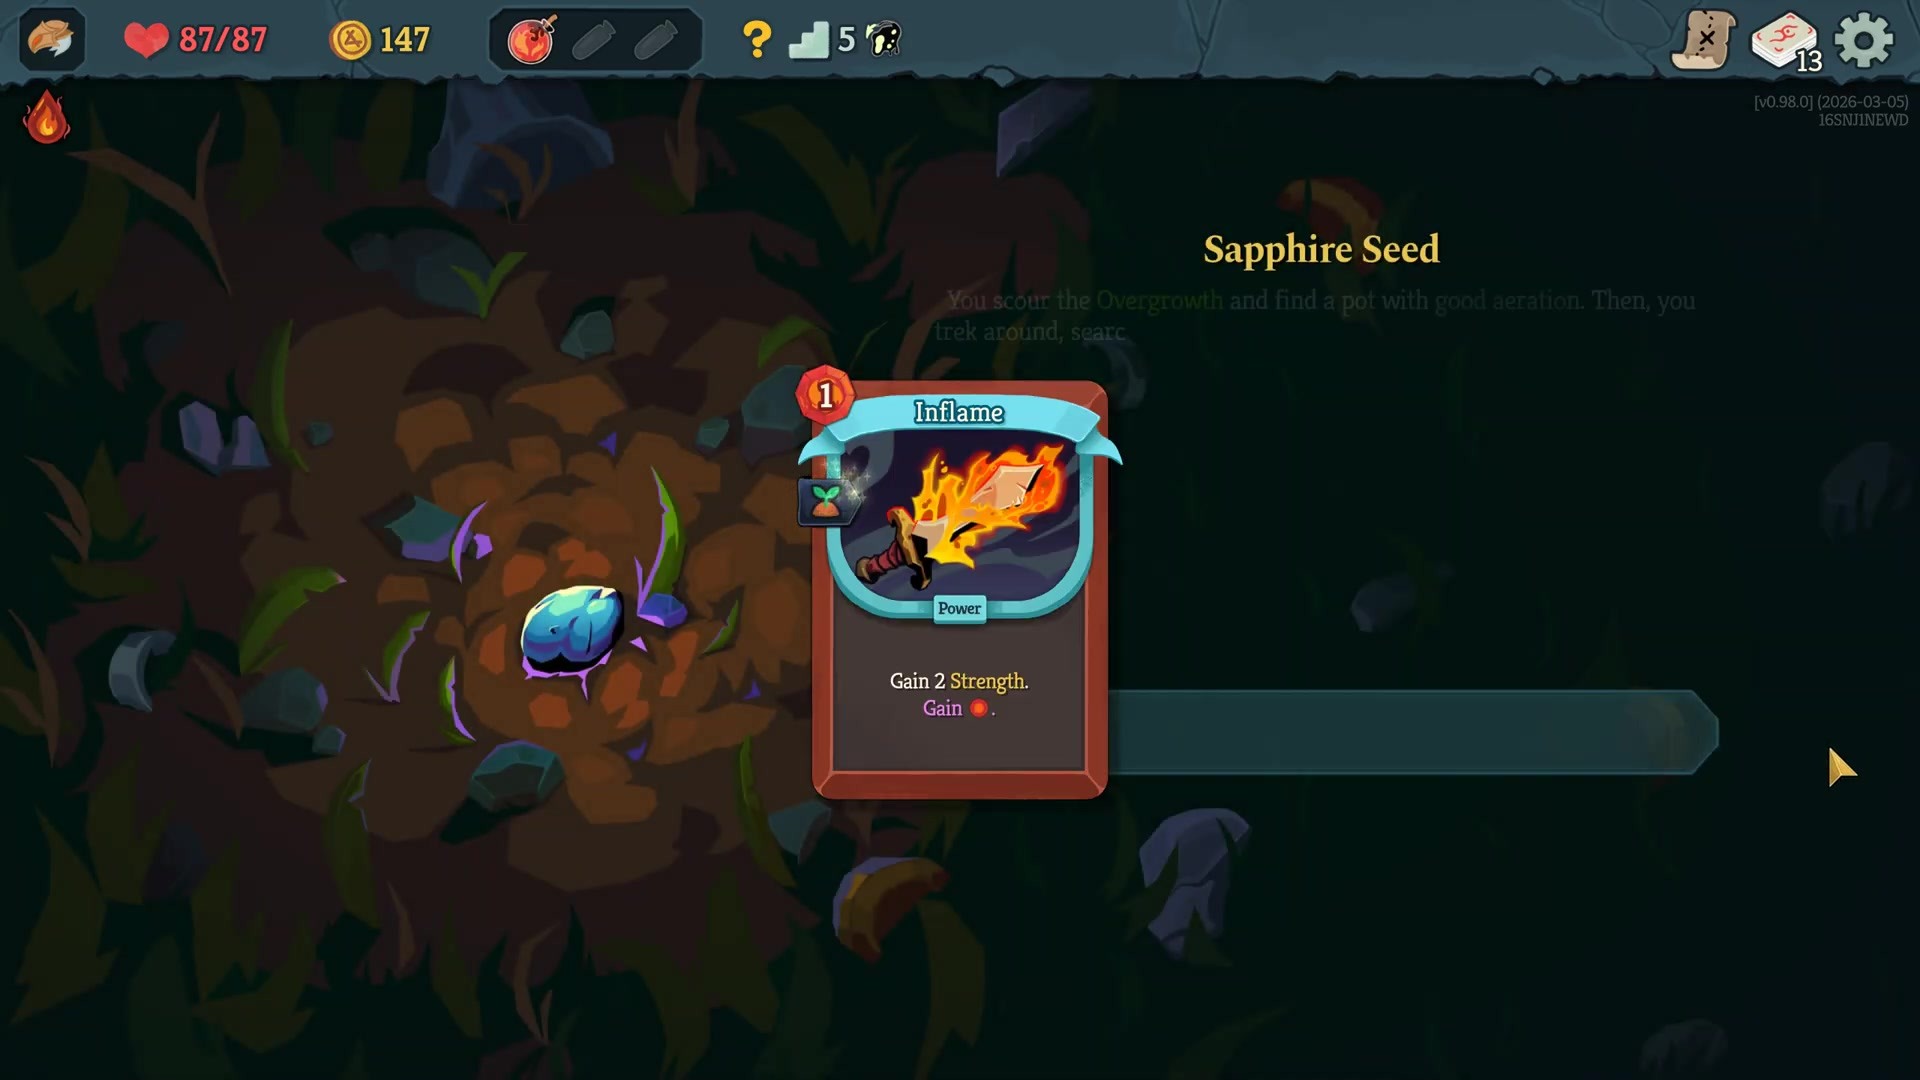 87/87
147
5
13
[v0.98.0] (2026-03-05)
16SNJ1NEWD
Sapphire Seed
You scour the Overgrowth and find a pot with good aeration. Then, you
trek around, searc
1
Inflame
Power
Gain 2 Strength.
Gain .